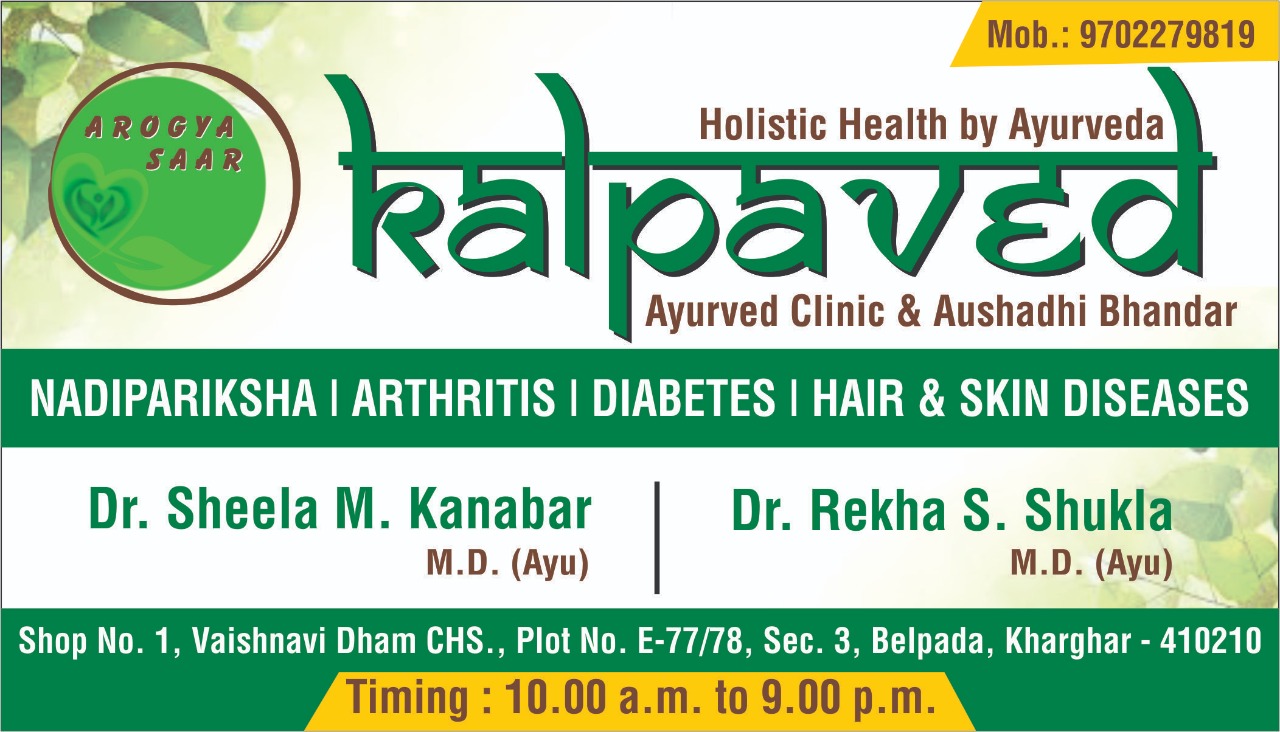 Mob.: 9702279819
AROGYA
SAAR
Holistic Health by Ayurveda
kalpaved
Ayurved Clinic & Aushadhi Bhandar
NADIPARIKSHA | ARTHRITIS | DIABETES | HAIR & SKIN DISEASES
Dr. Sheela M. Kanabar
M.D. (Ayu)
Dr. Rekha S. Shukla
M.D. (Ayu)
Shop No. 1, Vaishnavi Dham CHS., Plot No. E-77/78, Sec. 3, Belpada, Kharghar - 410210
Timing : 10.00 a.m. to 9.00 p.m.